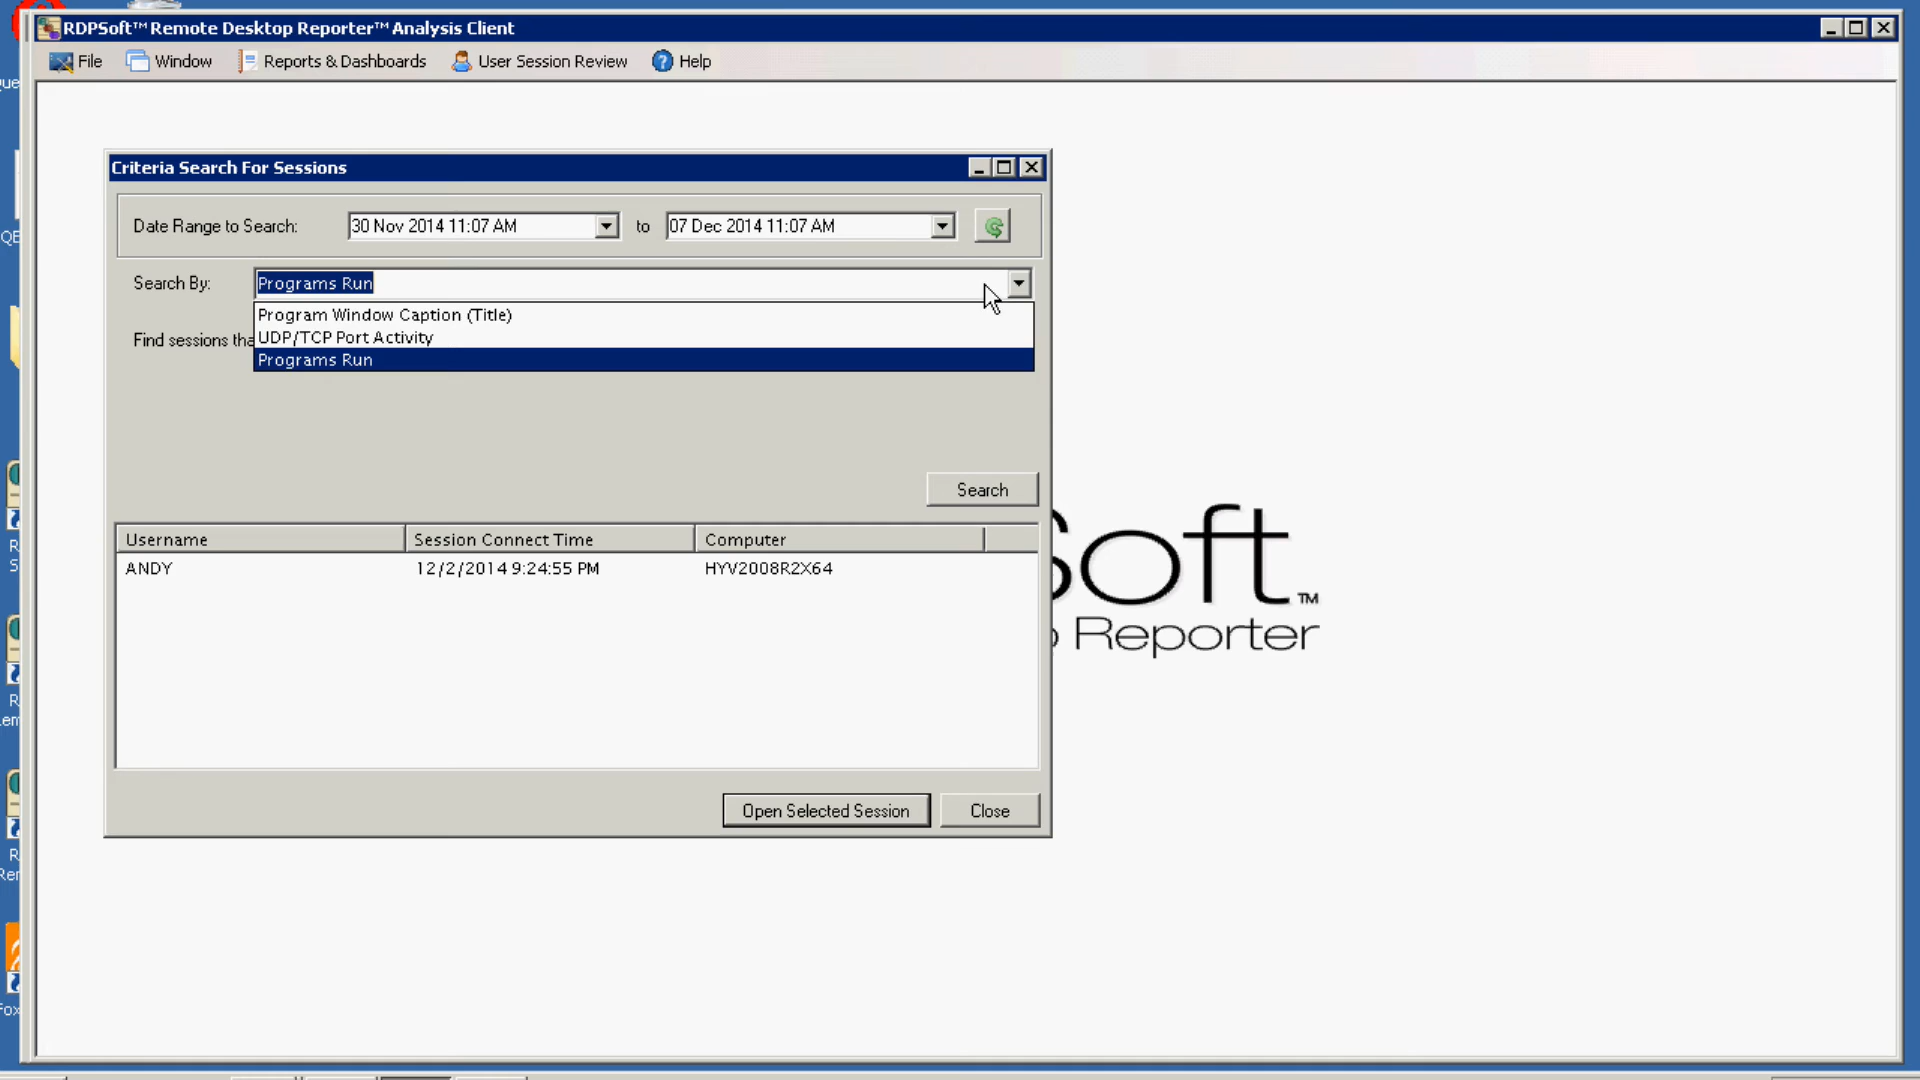 RDPSoft™ Remote Desktop Reporter™ Analysis Client
File Window Reports & Dashboards User Session Review Help
Criteria Search For Sessions
Date Range to Search: 30 Nov 2014 11:07 AM to 07 Dec 2014 11:07 AM
Search By: Programs Run
Program Window Caption (Title)
Find sessions tha UDP/TCP Port Activity
Programs Run
Search
Username Session Connect Time Computer
ANDY 12/2/2014 9:24:55 PM HYV2008R2X64
Soft™
Reporter
Open Selected Session Close